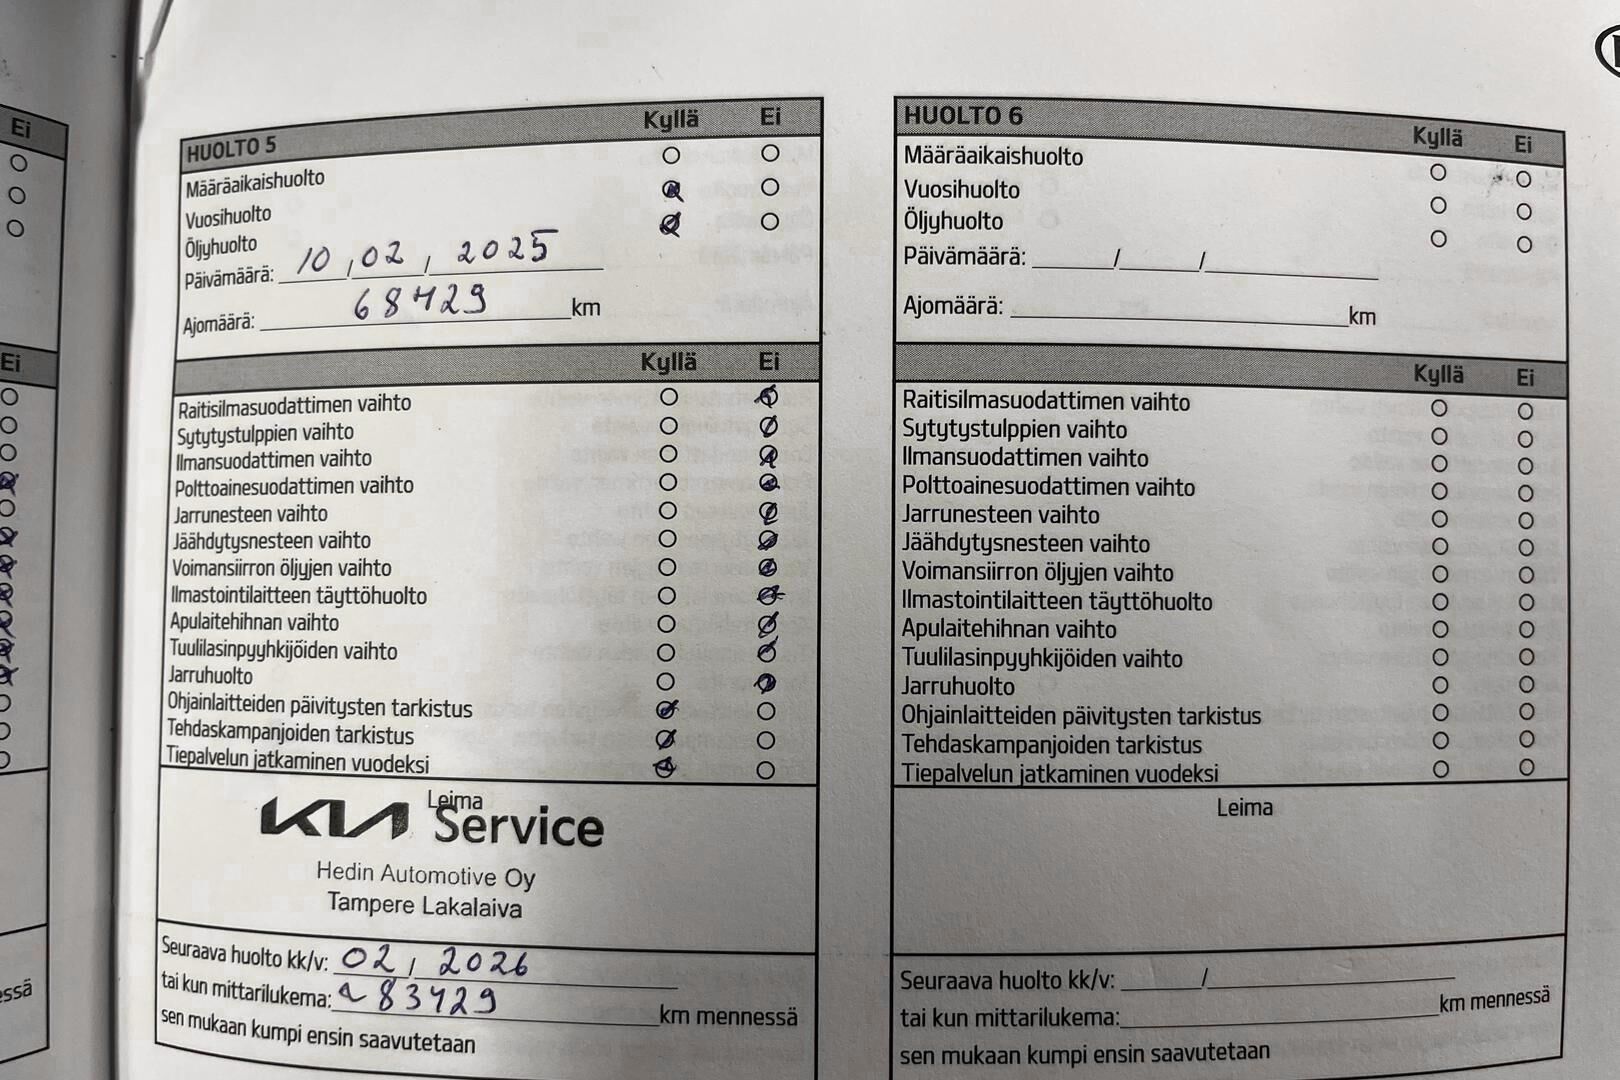 Ei
Ei
essä
HUOLTO 5 Kyllä Ei
Määräaikaishuolto
Vuosihuolto
Öljyhuolto
Päivämäärä: 10 / 02 / 2025
Ajomäärä: 68429 km
Kyllä Ei
Raitisilmasuodattimen vaihto
Sytytystulppien vaihto
Ilmansuodattimen vaihto
Polttoainesuodattimen vaihto
Jarrunesteen vaihto
Jäähdytysnesteen vaihto
Voimansiirron öljyjen vaihto
Ilmastointilaitteen täyttöhuolto
Apulaitehihnan vaihto
Tuulilasinpyyhkijöiden vaihto
Jarruhuolto
Ohjainlaitteiden päivitysten tarkistus
Tehdaskampanjoiden tarkistus
Tiepalvelun jatkaminen vuodeksi
Leima
KIA Service
Hedin Automotive Oy
Tampere Lakalaiva
Seuraava huolto kk/v: 02 / 2026
tai kun mittarilukema: ~ 83429 km mennessä
sen mukaan kumpi ensin saavutetaan
HUOLTO 6 Kyllä Ei
Määräaikaishuolto
Vuosihuolto
Öljyhuolto
Päivämäärä: / /
Ajomäärä: km
Kyllä Ei
Raitisilmasuodattimen vaihto
Sytytystulppien vaihto
Ilmansuodattimen vaihto
Polttoainesuodattimen vaihto
Jarrunesteen vaihto
Jäähdytysnesteen vaihto
Voimansiirron öljyjen vaihto
Ilmastointilaitteen täyttöhuolto
Apulaitehihnan vaihto
Tuulilasinpyyhkijöiden vaihto
Jarruhuolto
Ohjainlaitteiden päivitysten tarkistus
Tehdaskampanjoiden tarkistus
Tiepalvelun jatkaminen vuodeksi
Leima
Seuraava huolto kk/v: /
tai kun mittarilukema: km mennessä
sen mukaan kumpi ensin saavutetaan